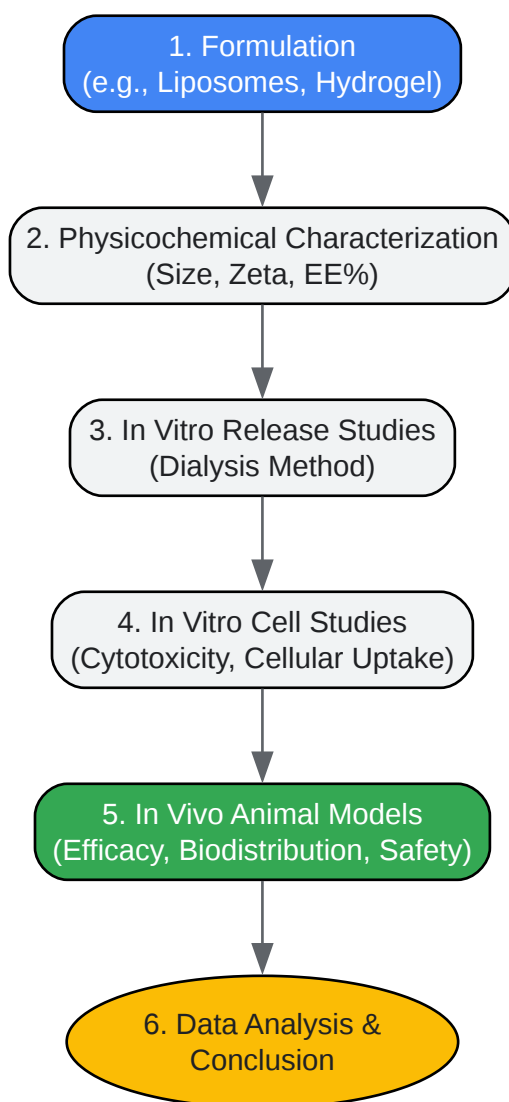 1. Formulation
(e.g., Liposomes, Hydrogel)
2. Physicochemical Characterization
(Size, Zeta, EE%)
3. In Vitro Release Studies
(Dialysis Method)
4. In Vitro Cell Studies
(Cytotoxicity, Cellular Uptake)
5. In Vivo Animal Models
(Efficacy, Biodistribution, Safety)
6. Data Analysis &
Conclusion